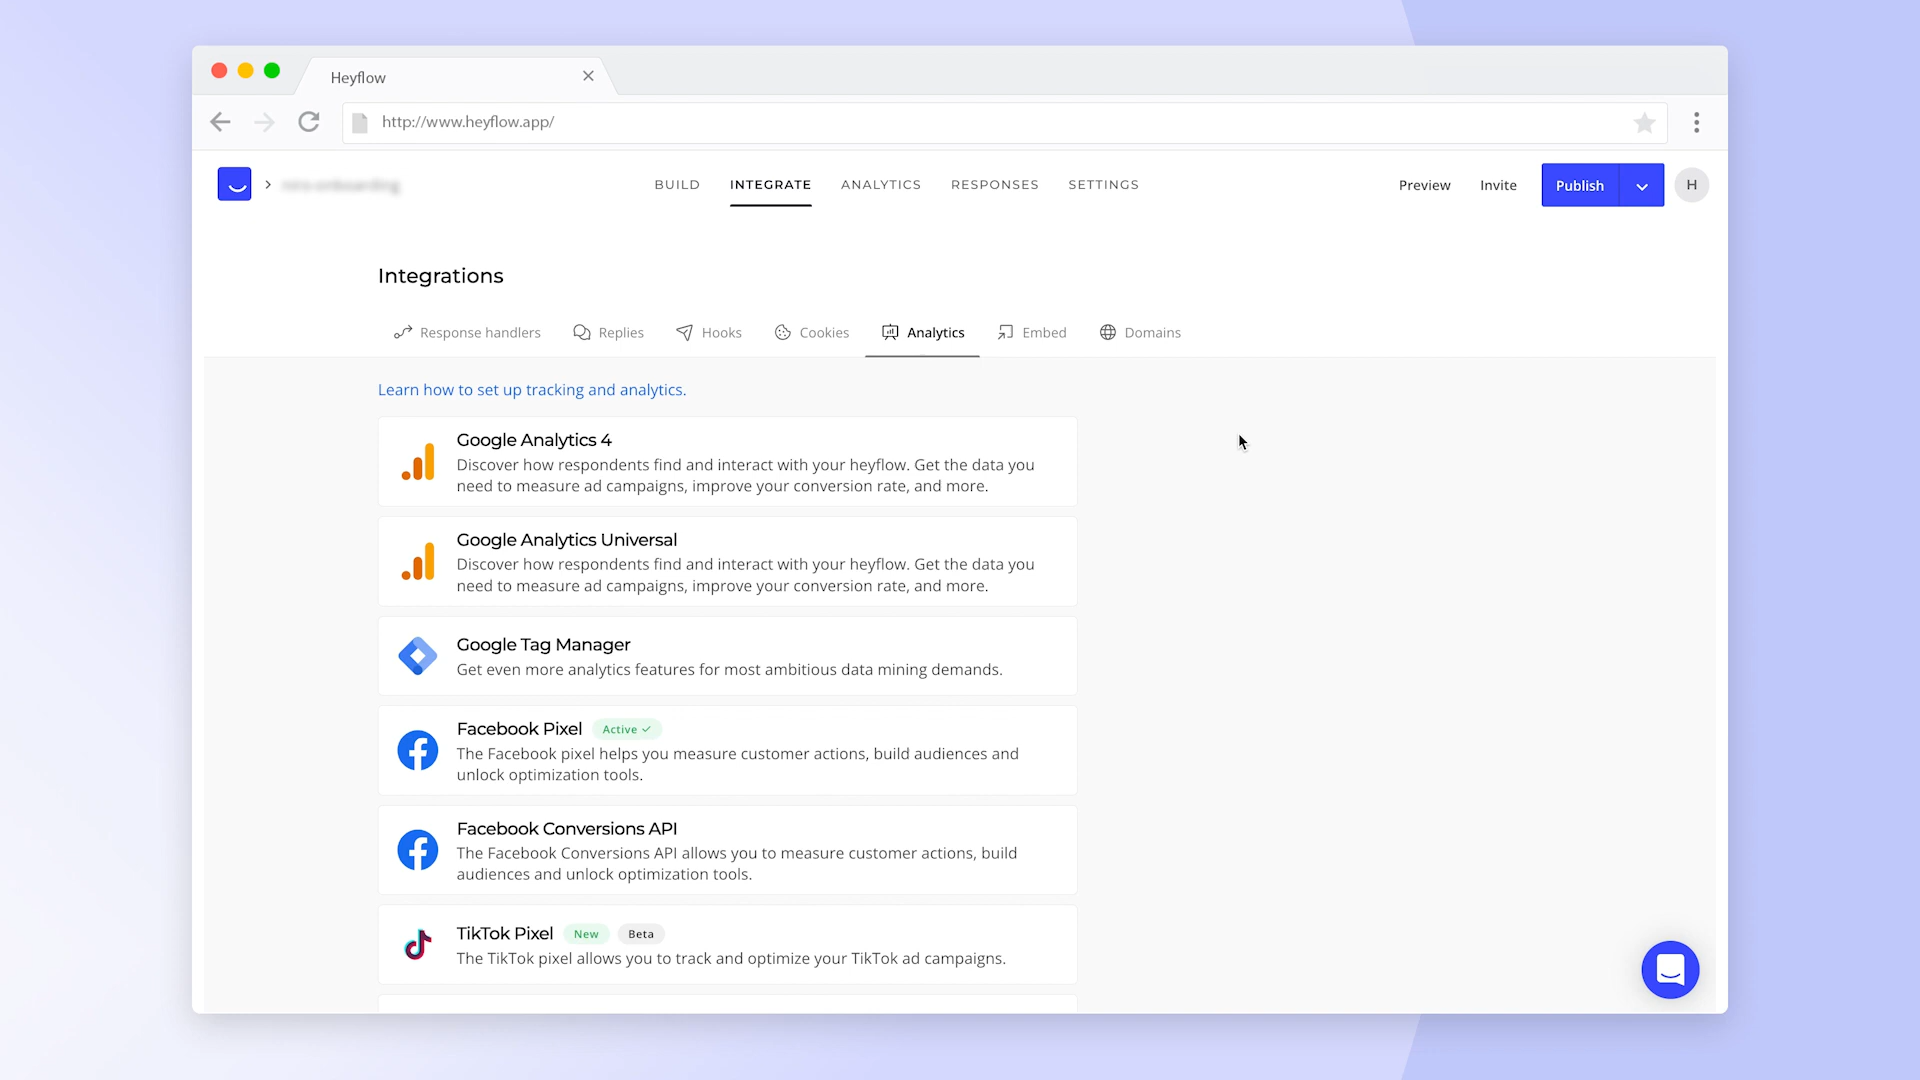 Heyflow
http://www.heyflow.app/
BUILD INTEGRATE ANALYTICS RESPONSES SETTINGS
Preview Invite Publish H
Integrations
Response handlers Replies Hooks Cookies Analytics Embed Domains
Learn how to set up tracking and analytics.
Google Analytics 4
Discover how respondents find and interact with your heyflow. Get the data you
need to measure ad campaigns, improve your conversion rate, and more.
Google Analytics Universal
Discover how respondents find and interact with your heyflow. Get the data you
need to measure ad campaigns, improve your conversion rate, and more.
Google Tag Manager
Get even more analytics features for most ambitious data mining demands.
Facebook Pixel Active
The Facebook pixel helps you measure customer actions, build audiences and
unlock optimization tools.
Facebook Conversions API
The Facebook Conversions API allows you to measure customer actions, build
audiences and unlock optimization tools.
TikTok Pixel New Beta
The TikTok pixel allows you to track and optimize your TikTok ad campaigns.